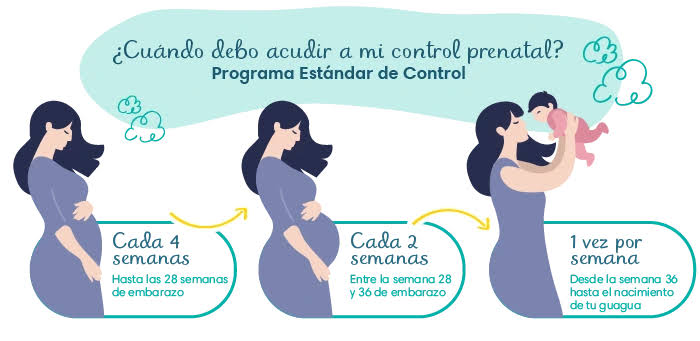 ¿Cuándo debo acudir a mi control prenatal?
Programa Estándar de Control
Cada 4
semanas
Hasta las 28 semanas
de embarazo
Cada 2
semanas
Entre la semana 28
y 36 de embarazo
1 vez por
semana
Desde la semana 36
hasta el nacimiento
de tu guagua